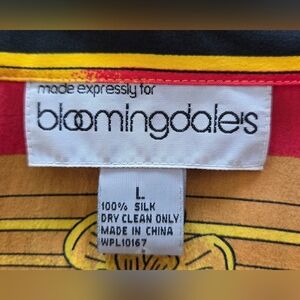 made expressly for
bloomingdale's
L
100% SILK
DRY CLEAN ONLY
MADE IN CHINA
WPL10167